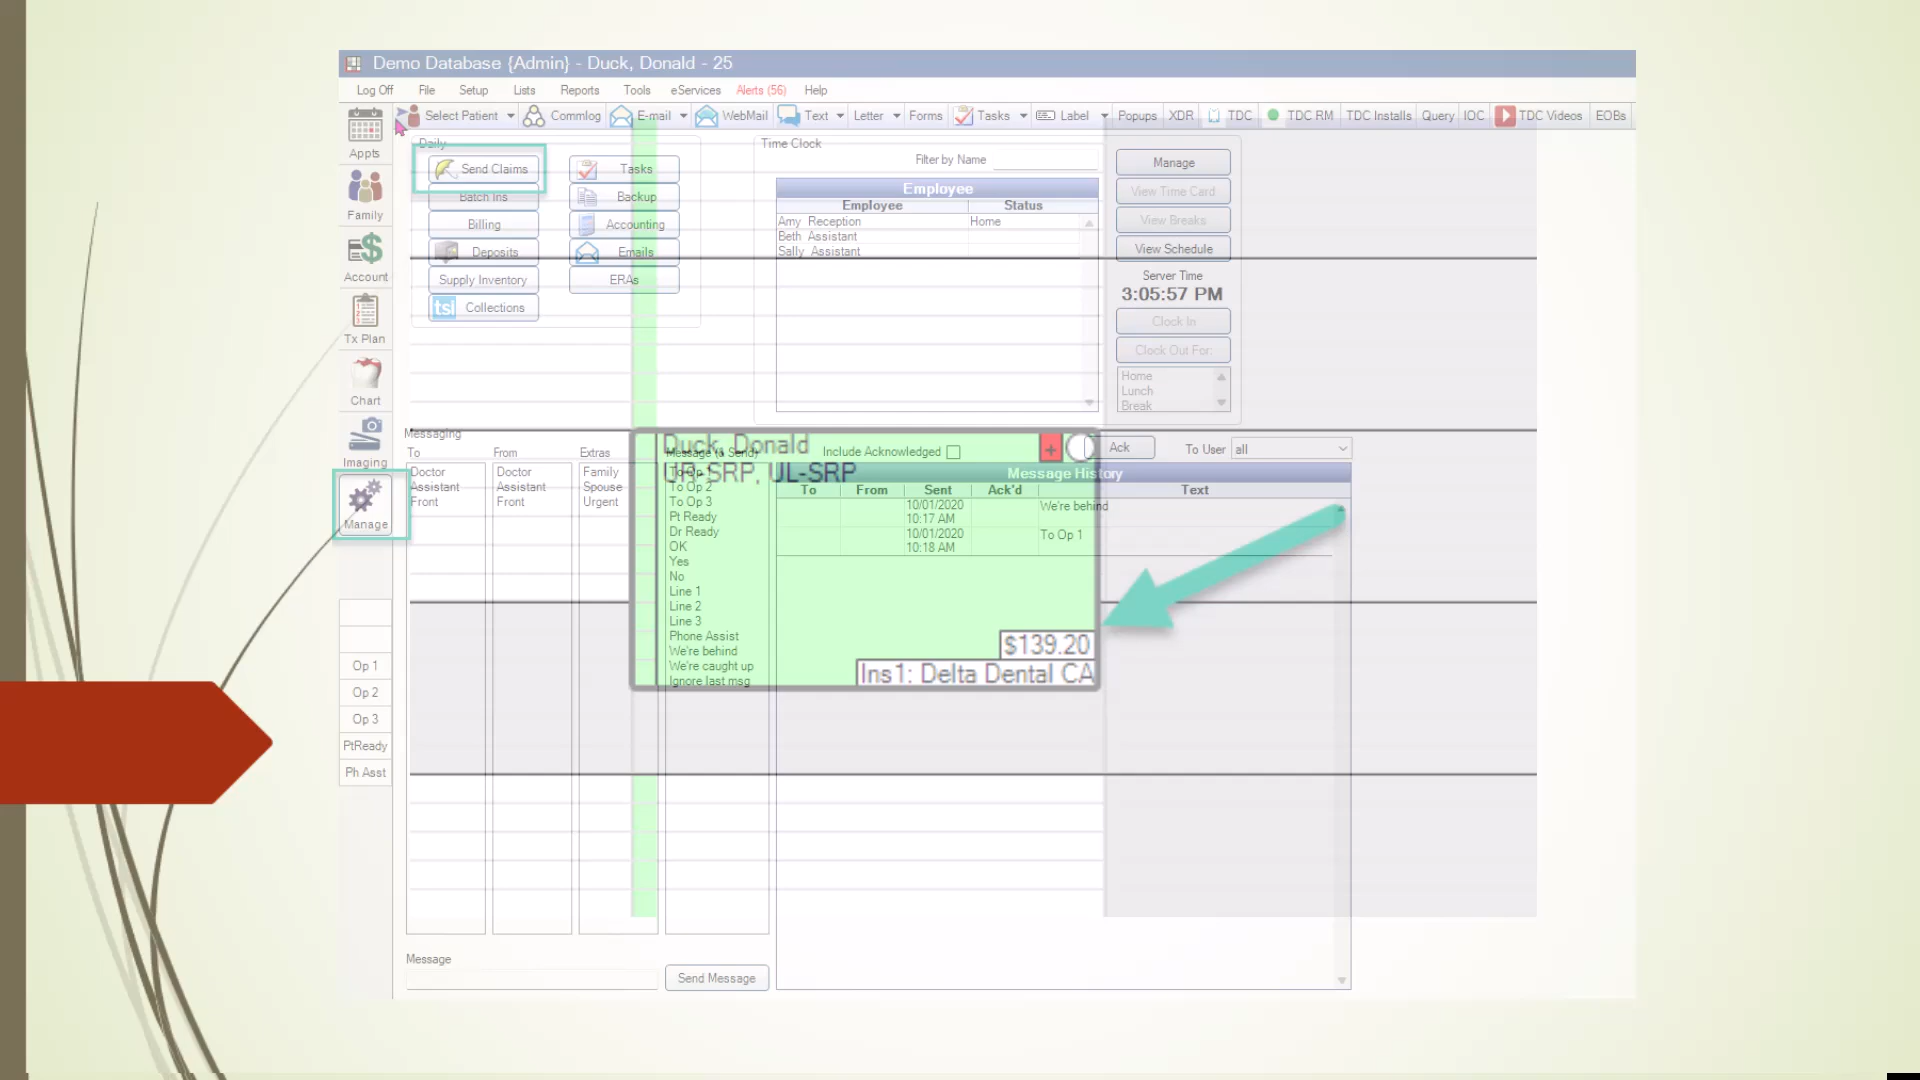 Demo Database {Admin} - Duck, Donald - 25
Log Off File Setup Lists Reports Tools eServices Alerts (56) Help
Select Patient Commlog E-mail WebMail Text Letter Forms Tasks Label Popups XDR TDC TDC RM TDC Installs Query IOC TDC Videos EOBs
Appts
Family
Account
Tx Plan
Chart
Imaging
Manage
Op 1
Op 2
Op 3
PtReady
Ph Asst
Daily
Send Claims
Batch Ins
Billing
Deposits
Supply Inventory
tsi Collections
Tasks
Backup
Accounting
Emails
ERAs
Time Clock
Filter by Name
Employee
Employee Status
Amy Reception Home
Beth Assistant
Sally Assistant
Manage
View Time Card
View Breaks
View Schedule
Server Time
3:05:57 PM
Clock In
Clock Out For:
Home
Lunch
Break
Messaging
To
Doctor
Assistant
Front
From
Doctor
Assistant
Front
Extras
Family
Spouse
Urgent
Duck, Donald
UR-SRP, UL-SRP
Message (& Send)
To Op 1
To Op 2
To Op 3
Pt Ready
Dr Ready
OK
Yes
No
Line 1
Line 2
Line 3
Phone Assist
We're behind
We're caught up
Ignore last msg
Include Acknowledged
Ack
To User all
Message History
To From Sent Ack'd Text
10/01/2020 We're behind
10:17 AM
10/01/2020 To Op 1
10:18 AM
$139.20
Ins1: Delta Dental CA
Message
Send Message